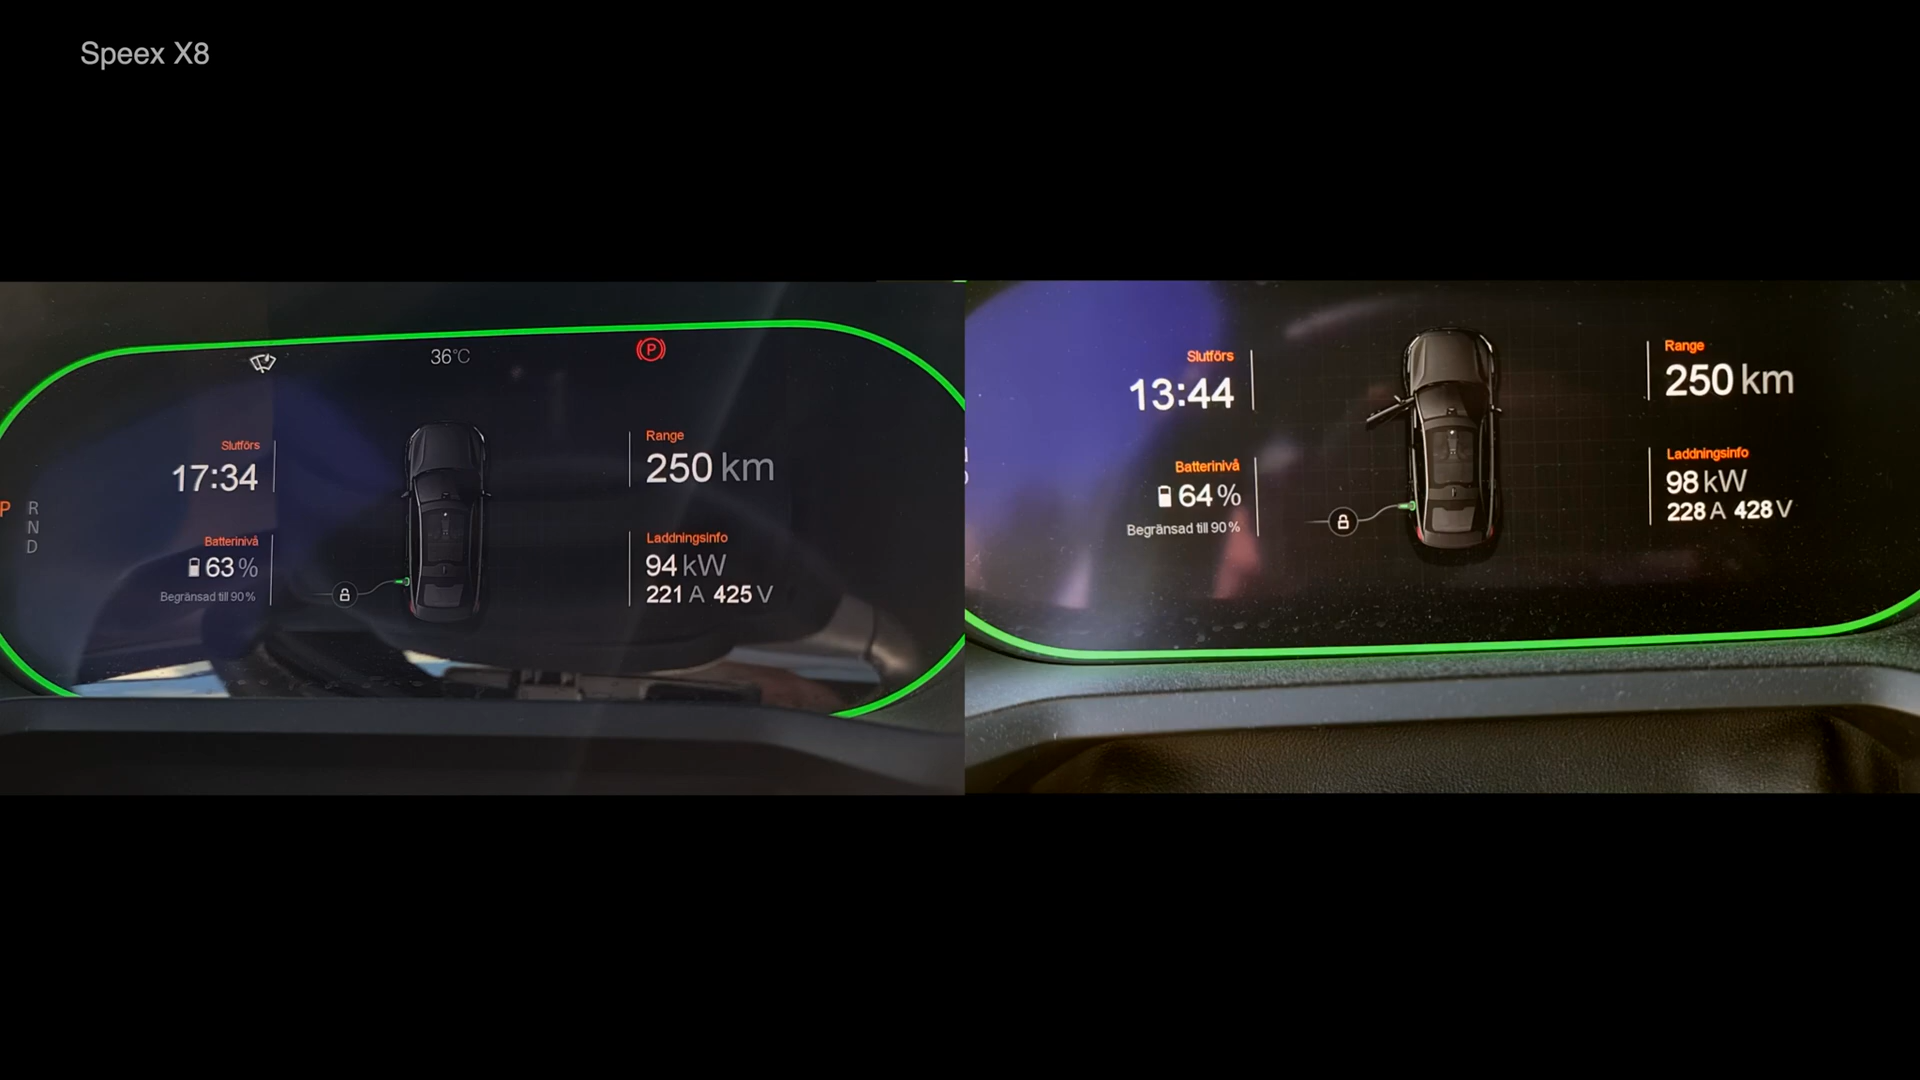 Speex X8
36°C
P
Slutförs
17:34
P R
N
D
Batterinivå
63 %
Begränsad till 90 %
Range
250 km
Laddningsinfo
94 kW
221 A 425 V
Slutförs
13:44
Batterinivå
64 %
Begränsad till 90 %
Range
250 km
Laddningsinfo
98 kW
228 A 428 V